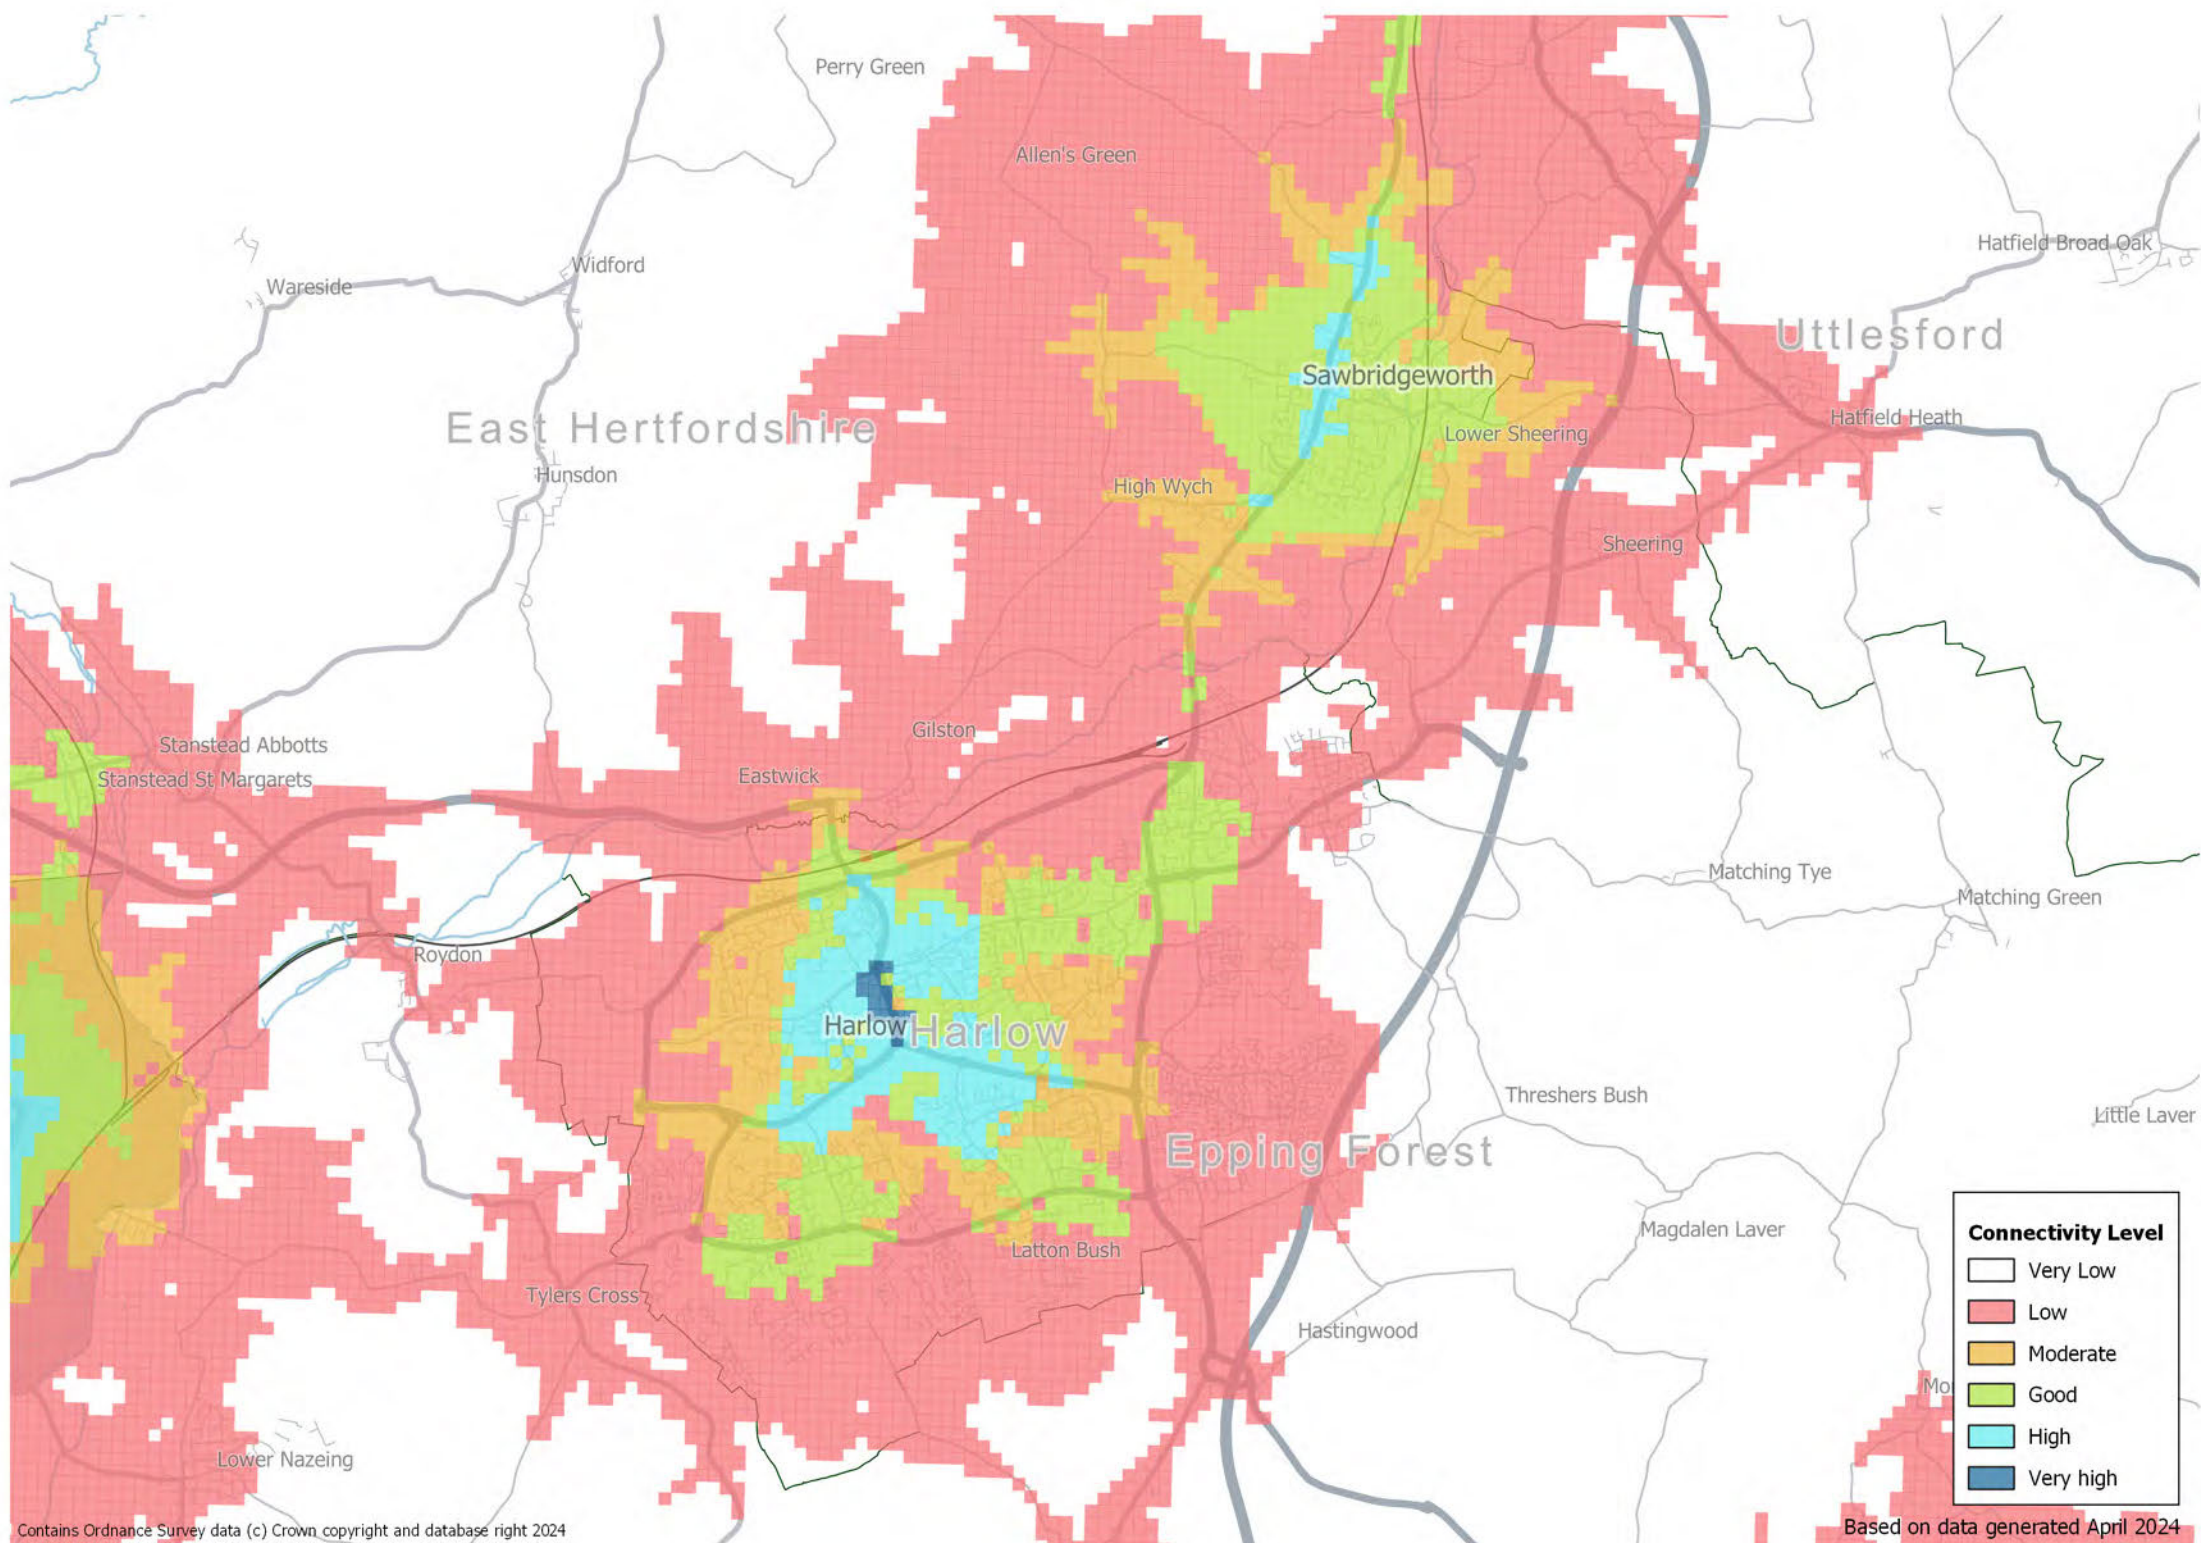 Perry Green
Allen's Green
Hatfield Broad Oak
Widford
Wareside
Uttlesford
Sawbridgeworth
Hatfield Heath
East Hertfordshire
Lower Sheering
Hunsdon
High Wych
Sheering
Gilston
Stanstead Abbotts
Eastwick
Stanstead St Margarets
Matching Tye
Matching Green
Roydon
Harlow
Harlow
Threshers Bush
Little Laver
Epping Forest
Magdalen Laver
Latton Bush
Tylers Cross
Hastingwood
Lower Nazeing
Mo
Connectivity Level
Very Low
Low
Moderate
Good
High
Very high
Contains Ordnance Survey data (c) Crown copyright and database right 2024
Based on data generated April 2024